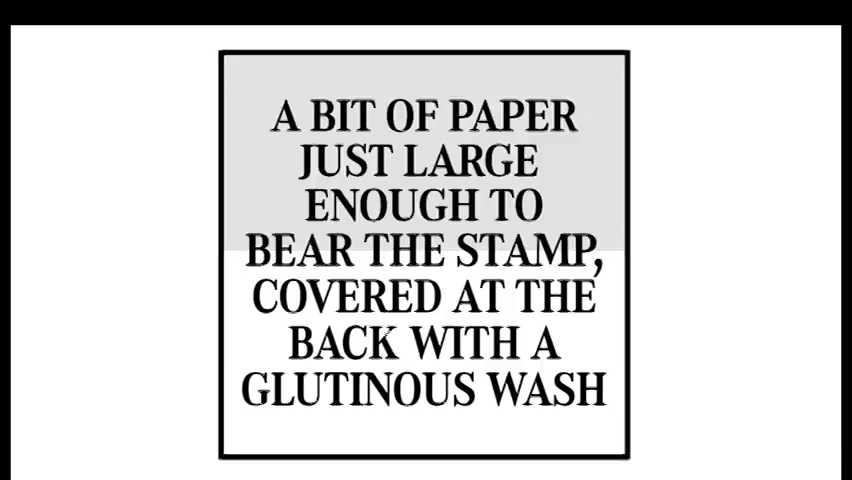 A BIT OF PAPER
JUST LARGE
ENOUGH TO
BEAR THE STAMP,
COVERED AT THE
BACK WITH A
GLUTINOUS WASH